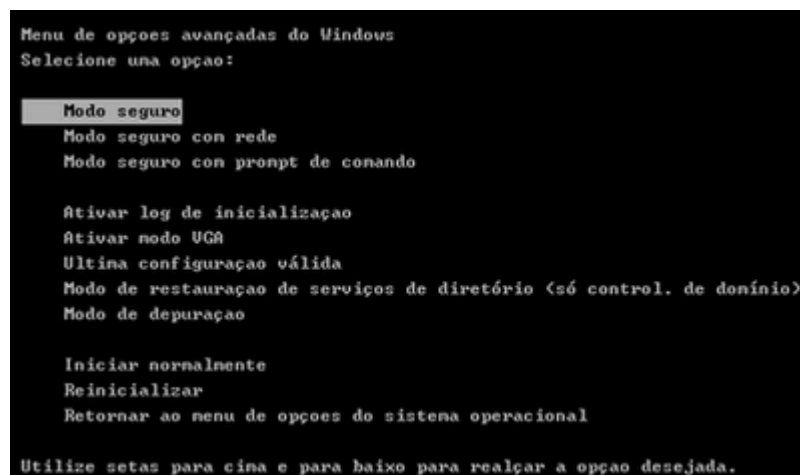 Menu de opçoes avançadas do Windows
Selecione uma opçao:
Modo seguro
Modo seguro com rede
Modo seguro com prompt de comando
Ativar log de inicializaçao
Ativar modo VGA
Ultima configuraçao válida
Modo de restauraçao de serviços de diretório (só control. de domínio)
Modo de depuraçao
Iniciar normalmente
Reinicializar
Retornar ao menu de opçoes do sistema operacional
Utilize setas para cima e para baixo para realçar a opçao desejada.